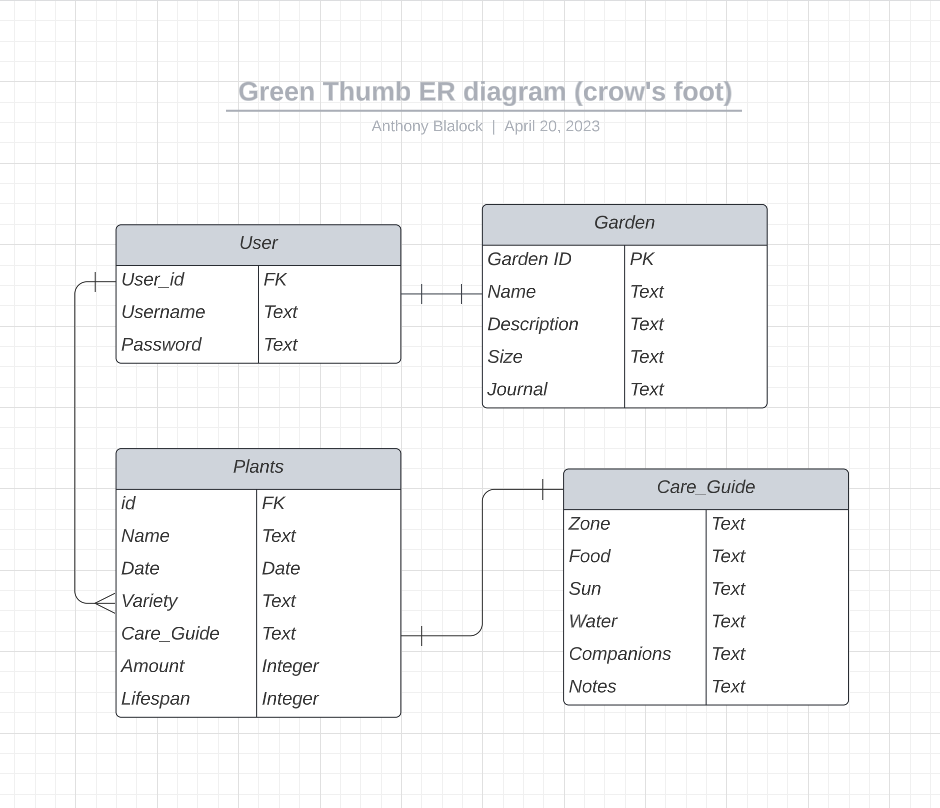 Green Thumb ER diagram (crow's foot)
Anthony Blalock | April 20, 2023
User
User_id FK
Username Text
Password Text
Garden
Garden ID PK
Name Text
Description Text
Size Text
Journal Text
Plants
id FK
Name Text
Date Date
Variety Text
Care_Guide Text
Amount Integer
Lifespan Integer
Care_Guide
Zone Text
Food Text
Sun Text
Water Text
Companions Text
Notes Text